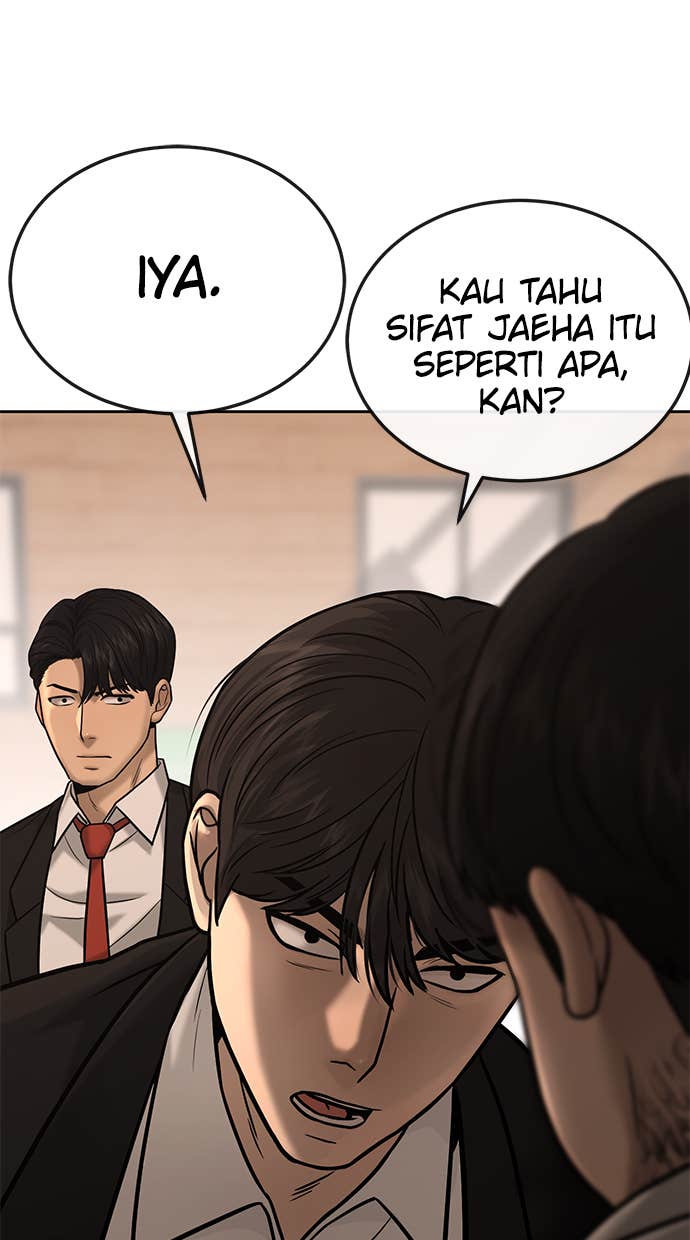 IYA.
KAU TAHU
SIFAT JAEHA ITU
SEPERTI APA,
KAN?